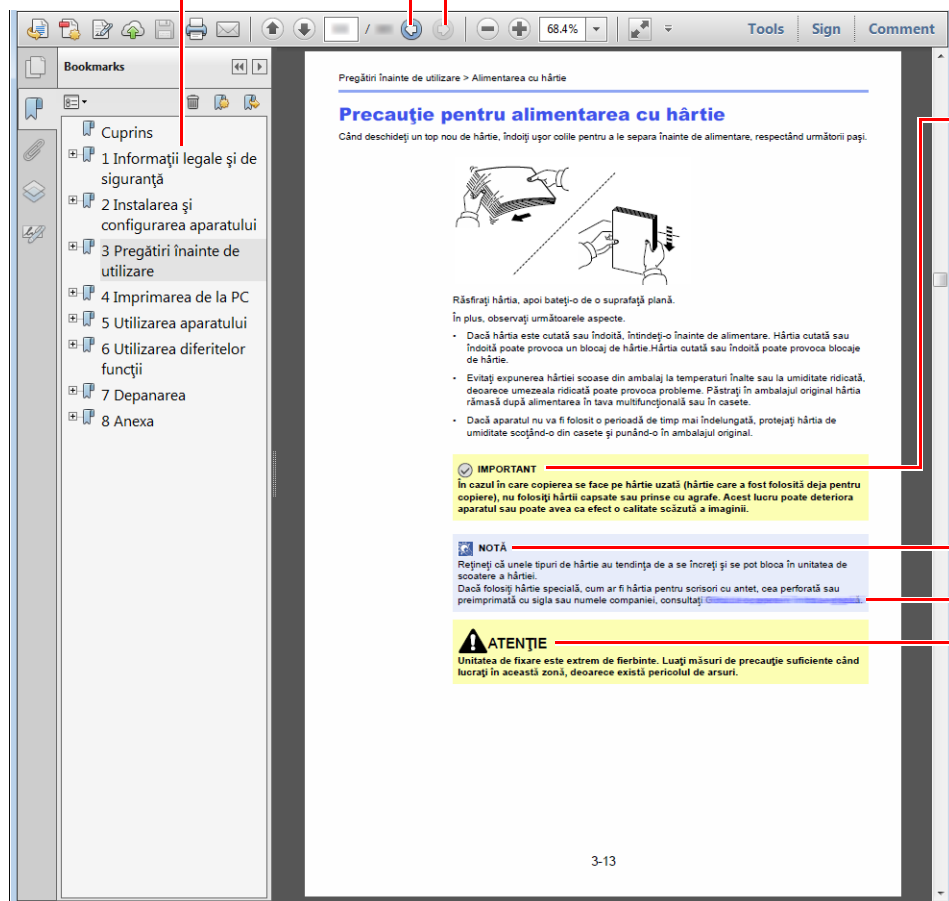 / 68.4% Tools Sign Comment
Bookmarks
Cuprins
1 Informaţii legale şi de
siguranţă
2 Instalarea şi
configurarea aparatului
3 Pregătiri înainte de
utilizare
4 Imprimarea de la PC
5 Utilizarea aparatului
6 Utilizarea diferitelor
funcţii
7 Depanarea
8 Anexa
Pregătiri înainte de utilizare > Alimentarea cu hârtie
Precauţie pentru alimentarea cu hârtie
Când deschideţi un top nou de hârtie, îndoiţi uşor colile pentru a le separa înainte de alimentare, respectând următorii paşi.
Răsfiraţi hârtia, apoi bateţi-o de o suprafaţă plană.
În plus, observaţi următoarele aspecte.
• Dacă hârtia este cutată sau îndoită, întindeţi-o înainte de alimentare. Hârtia cutată sau
îndoită poate provoca un blocaj de hârtie.Hârtia cutată sau îndoită poate provoca blocaje
de hârtie.
• Evitaţi expunerea hârtiei scoase din ambalaj la temperaturi înalte sau la umiditate ridicată,
deoarece umezeala ridicată poate provoca probleme. Păstraţi în ambalajul original hârtia
rămasă după alimentarea în tava multifuncţională sau în casete.
• Dacă aparatul nu va fi folosit o perioadă de timp mai îndelungată, protejaţi hârtia de
umiditate scoţând-o din casete şi punând-o în ambalajul original.
IMPORTANT
În cazul în care copierea se face pe hârtie uzată (hârtie care a fost folosită deja pentru
copiere), nu folosiţi hârtii capsate sau prinse cu agrafe. Acest lucru poate deteriora
aparatul sau poate avea ca efect o calitate scăzută a imaginii.
NOTĂ
Reţineţi că unele tipuri de hârtie au tendinţa de a se încreţi şi se pot bloca în unitatea de
scoatere a hârtiei.
Dacă folosiţi hârtie specială, cum ar fi hârtia pentru scrisori cu antet, cea perforată sau
preimprimată cu sigla sau numele companiei, consultaţi
ATENŢIE
Unitatea de fixare este extrem de fierbinte. Luaţi măsuri de precauţie suficiente când
lucraţi în această zonă, deoarece există pericolul de arsuri.
3-13